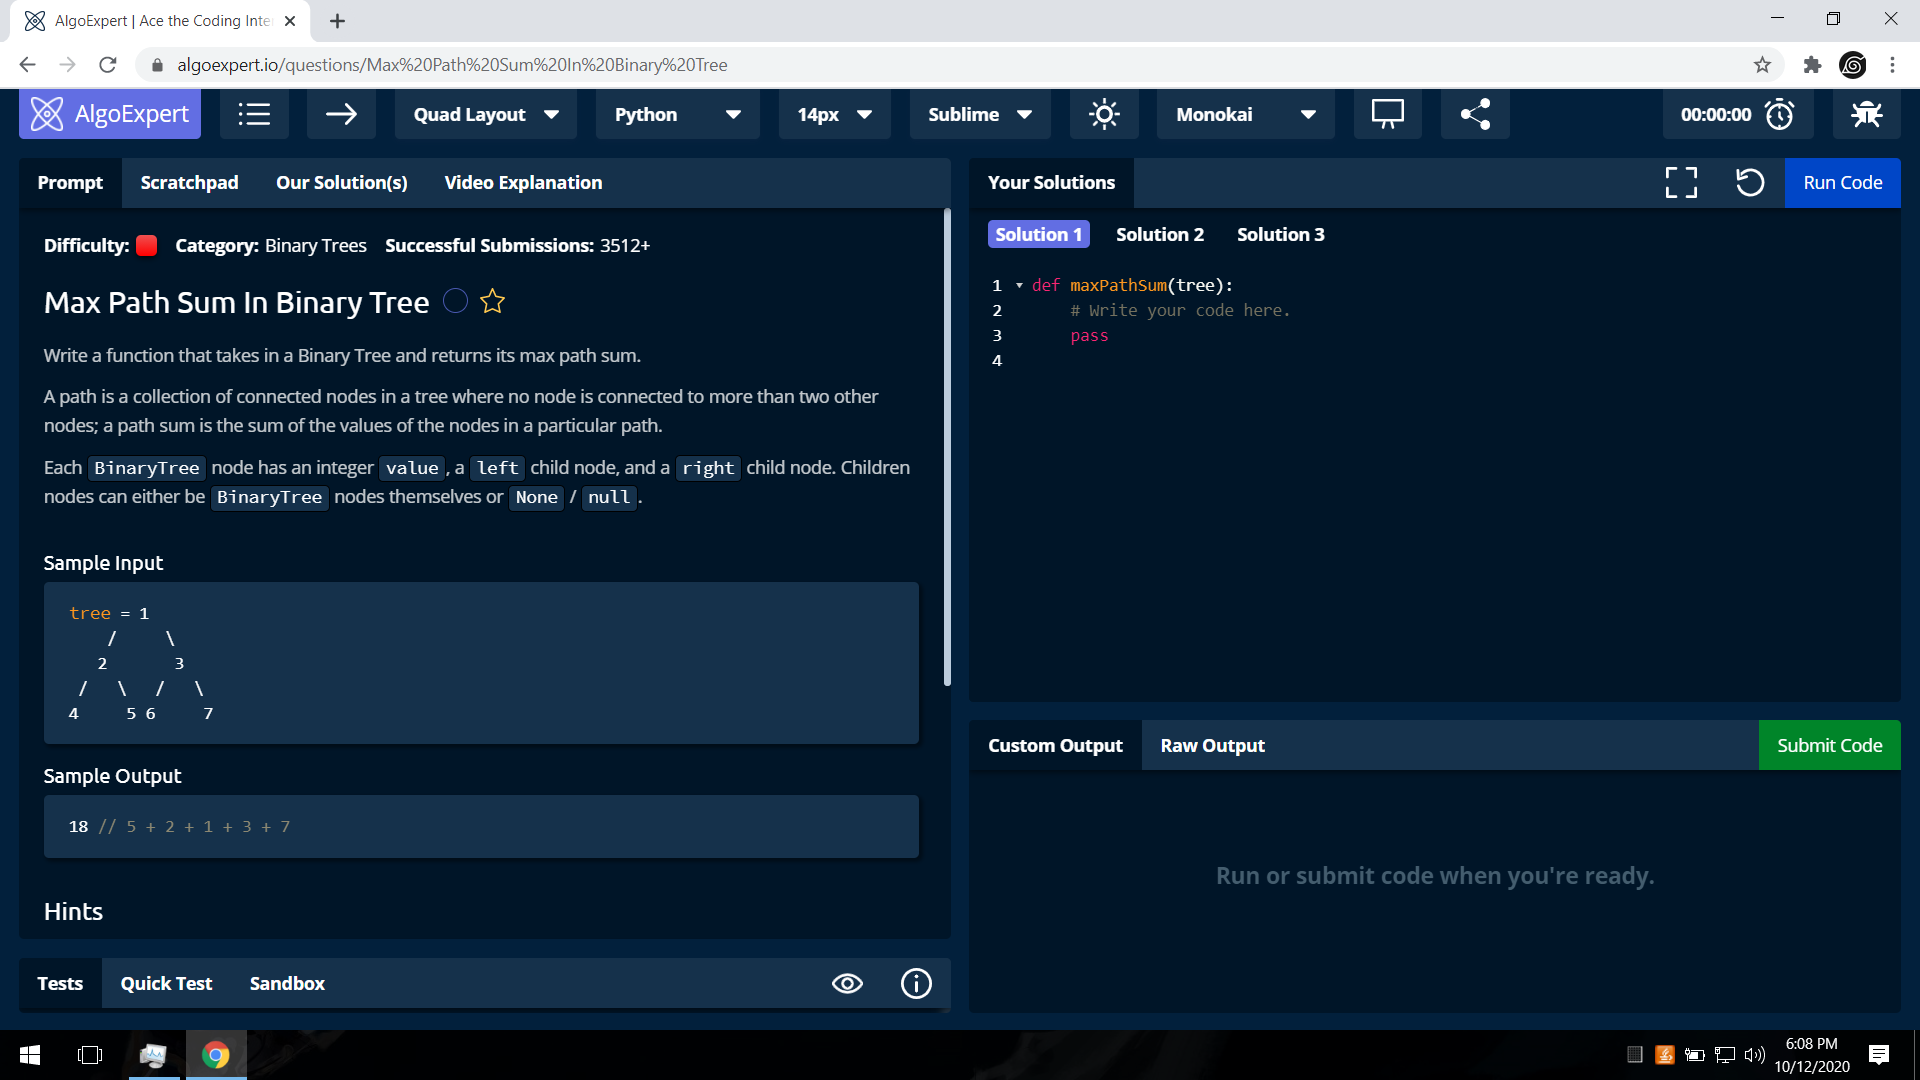 AlgoExpert | Ace the Coding Inte
algoexpert.io/questions/Max%20Path%20Sum%20In%20Binary%20Tree
AlgoExpert
Quad Layout
Python
14px
Sublime
Monokai
00:00:00
Prompt Scratchpad Our Solution(s) Video Explanation
Difficulty: Category: Binary Trees Successful Submissions: 3512+
Max Path Sum In Binary Tree
Write a function that takes in a Binary Tree and returns its max path sum.
A path is a collection of connected nodes in a tree where no node is connected to more than two other
nodes; a path sum is the sum of the values of the nodes in a particular path.
Each BinaryTree node has an integer value , a left child node, and a right child node. Children
nodes can either be BinaryTree nodes themselves or None / null .
Sample Input
tree = 1
/ \
2 3
/ \ / \
4 5 6 7
Sample Output
18 // 5 + 2 + 1 + 3 + 7
Hints
Tests Quick Test Sandbox
Your Solutions
Run Code
Solution 1 Solution 2 Solution 3
1 def maxPathSum(tree):
2 # Write your code here.
3 pass
4
Custom Output Raw Output
Submit Code
Run or submit code when you're ready.
6:08 PM
10/12/2020